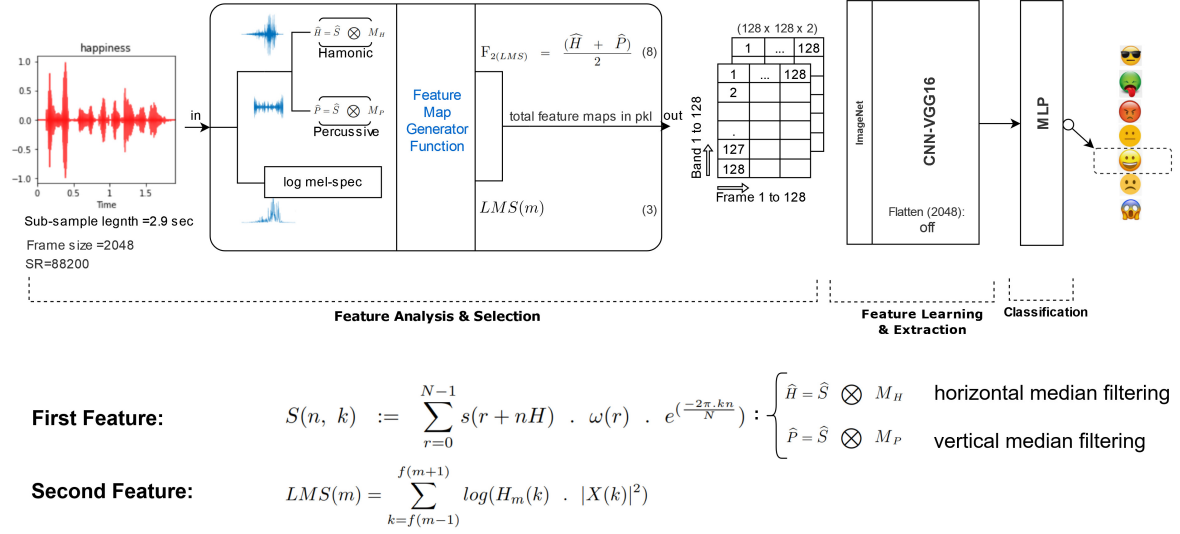 happiness
1.0
0.5
0.0
−0.5
−1.0
0 0.5 1.0 1.5
Time
Sub-sample legnth =2.9 sec
Frame size =2048
SR=88200
in
Ĥ = Ŝ ⊗ M_H
Hamonic
P̂ = Ŝ ⊗ M_P
Percussive
log mel-spec
Feature
Map
Generator
Function
F_2(LMS) = (Ĥ + P̂) / 2 (8)
total feature maps in pkl
LMS(m) (3)
out
(128 x 128 x 2)
1 ... 128
1 ... 128
2
.
127
128
Band 1 to 128
Frame 1 to 128
ImageNet
CNN-VGG16
Flatten (2048):
off
MLP
Feature Analysis & Selection
Feature Learning
& Extraction
Classification
First Feature:
S(n, k) := ∑_{r=0}^{N−1} s(r + nH) . ω(r) . e^{(−2π.kn / N}) :
Ĥ = Ŝ ⊗ M_H horizontal median filtering
P̂ = Ŝ ⊗ M_P vertical median filtering
Second Feature:
LMS(m) = ∑_{k=f(m−1)}^{f(m+1)} log(H_m(k) . |X(k)|²)